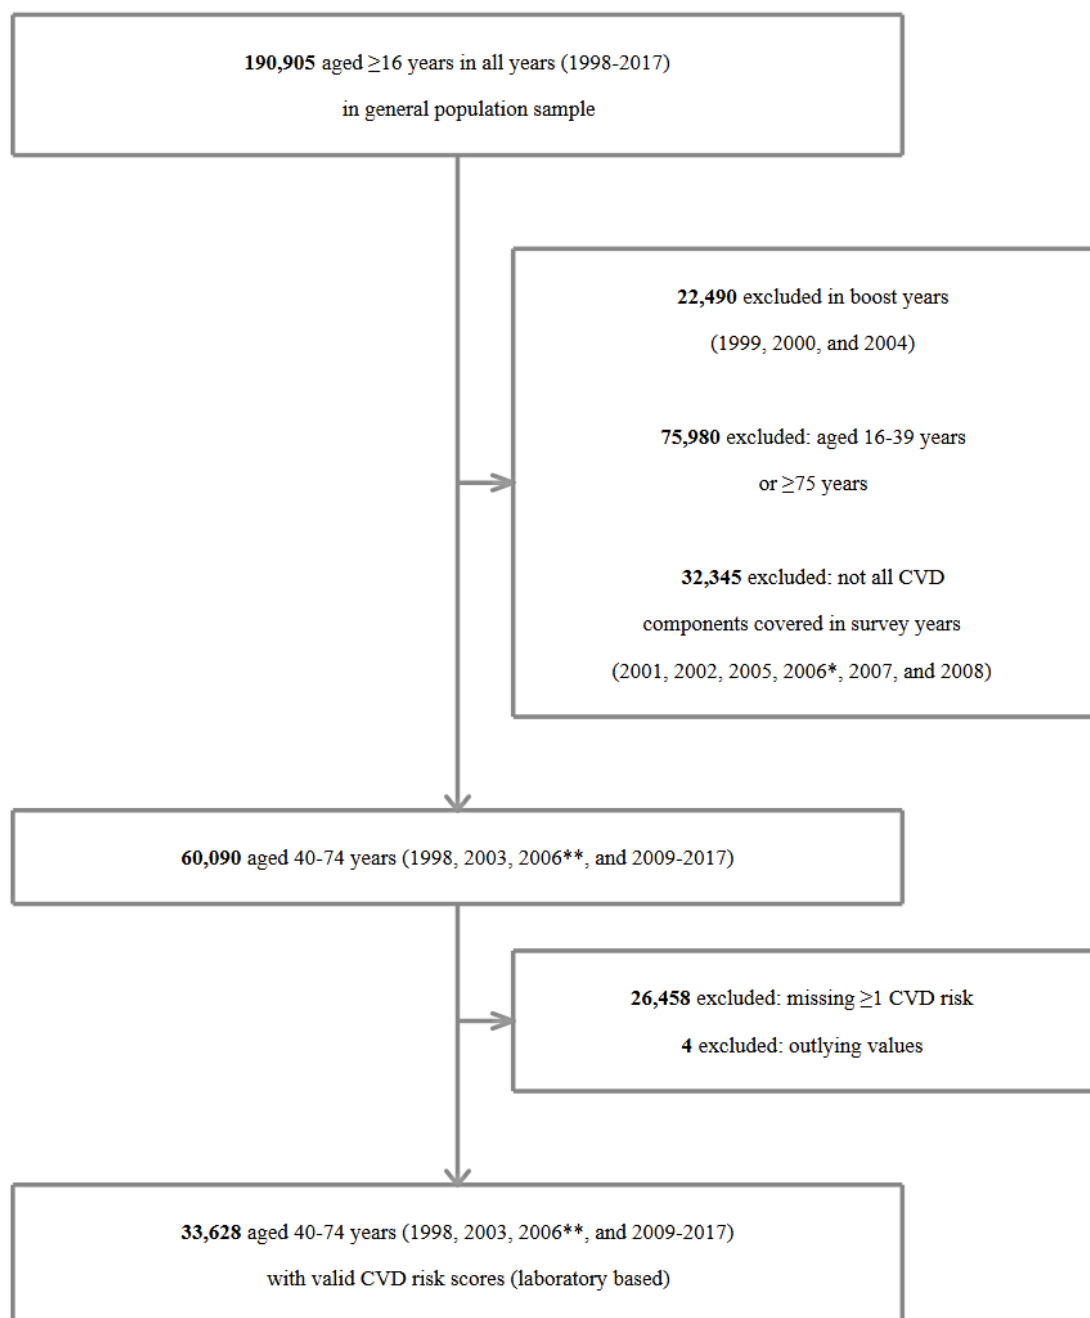 190,905 aged ≥16 years in all years (1998-2017)
in general population sample
22,490 excluded in boost years
(1999, 2000, and 2004)
75,980 excluded: aged 16-39 years
or ≥75 years
32,345 excluded: not all CVD
components covered in survey years
(2001, 2002, 2005, 2006*, 2007, and 2008)
60,090 aged 40-74 years (1998, 2003, 2006**, and 2009-2017)
26,458 excluded: missing ≥1 CVD risk
4 excluded: outlying values
33,628 aged 40-74 years (1998, 2003, 2006**, and 2009-2017)
with valid CVD risk scores (laboratory based)